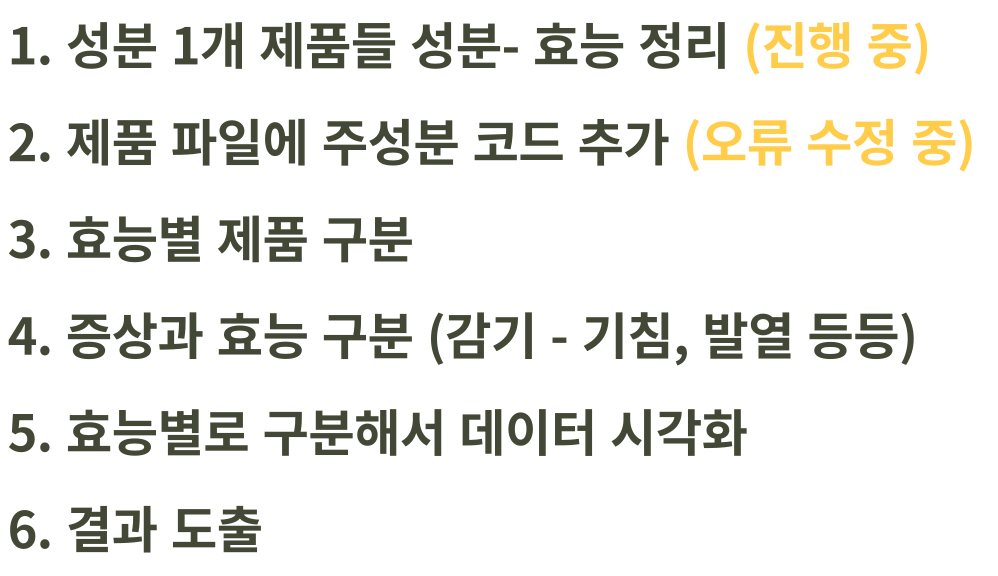 1. 성분 1개 제품들 성분- 효능 정리 (진행 중)
2. 제품 파일에 주성분 코드 추가 (오류 수정 중)
3. 효능별 제품 구분
4. 증상과 효능 구분 (감기 - 기침, 발열 등등)
5. 효능별로 구분해서 데이터 시각화
6. 결과 도출